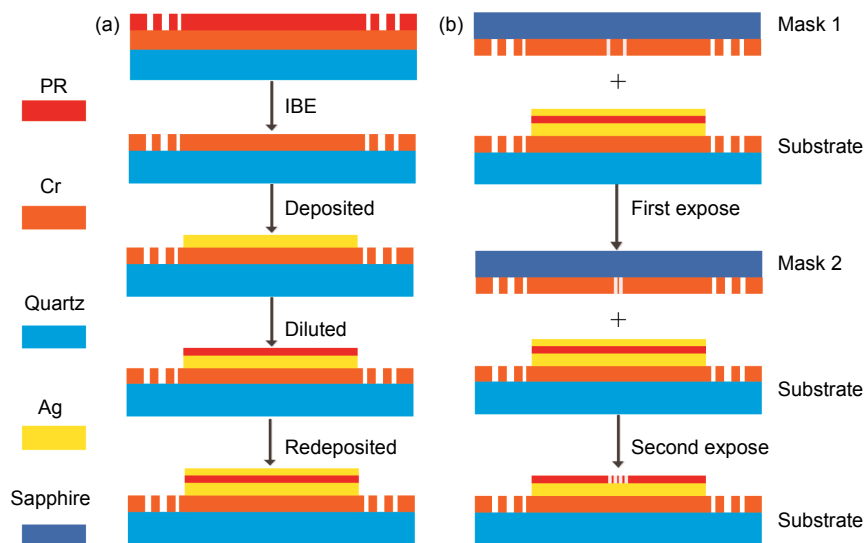 (a)
PR
Cr
Quartz
Ag
Sapphire
IBE
Deposited
Diluted
Redeposited
(b)
Mask 1
+
Substrate
First expose
Mask 2
+
Substrate
Second expose
Substrate